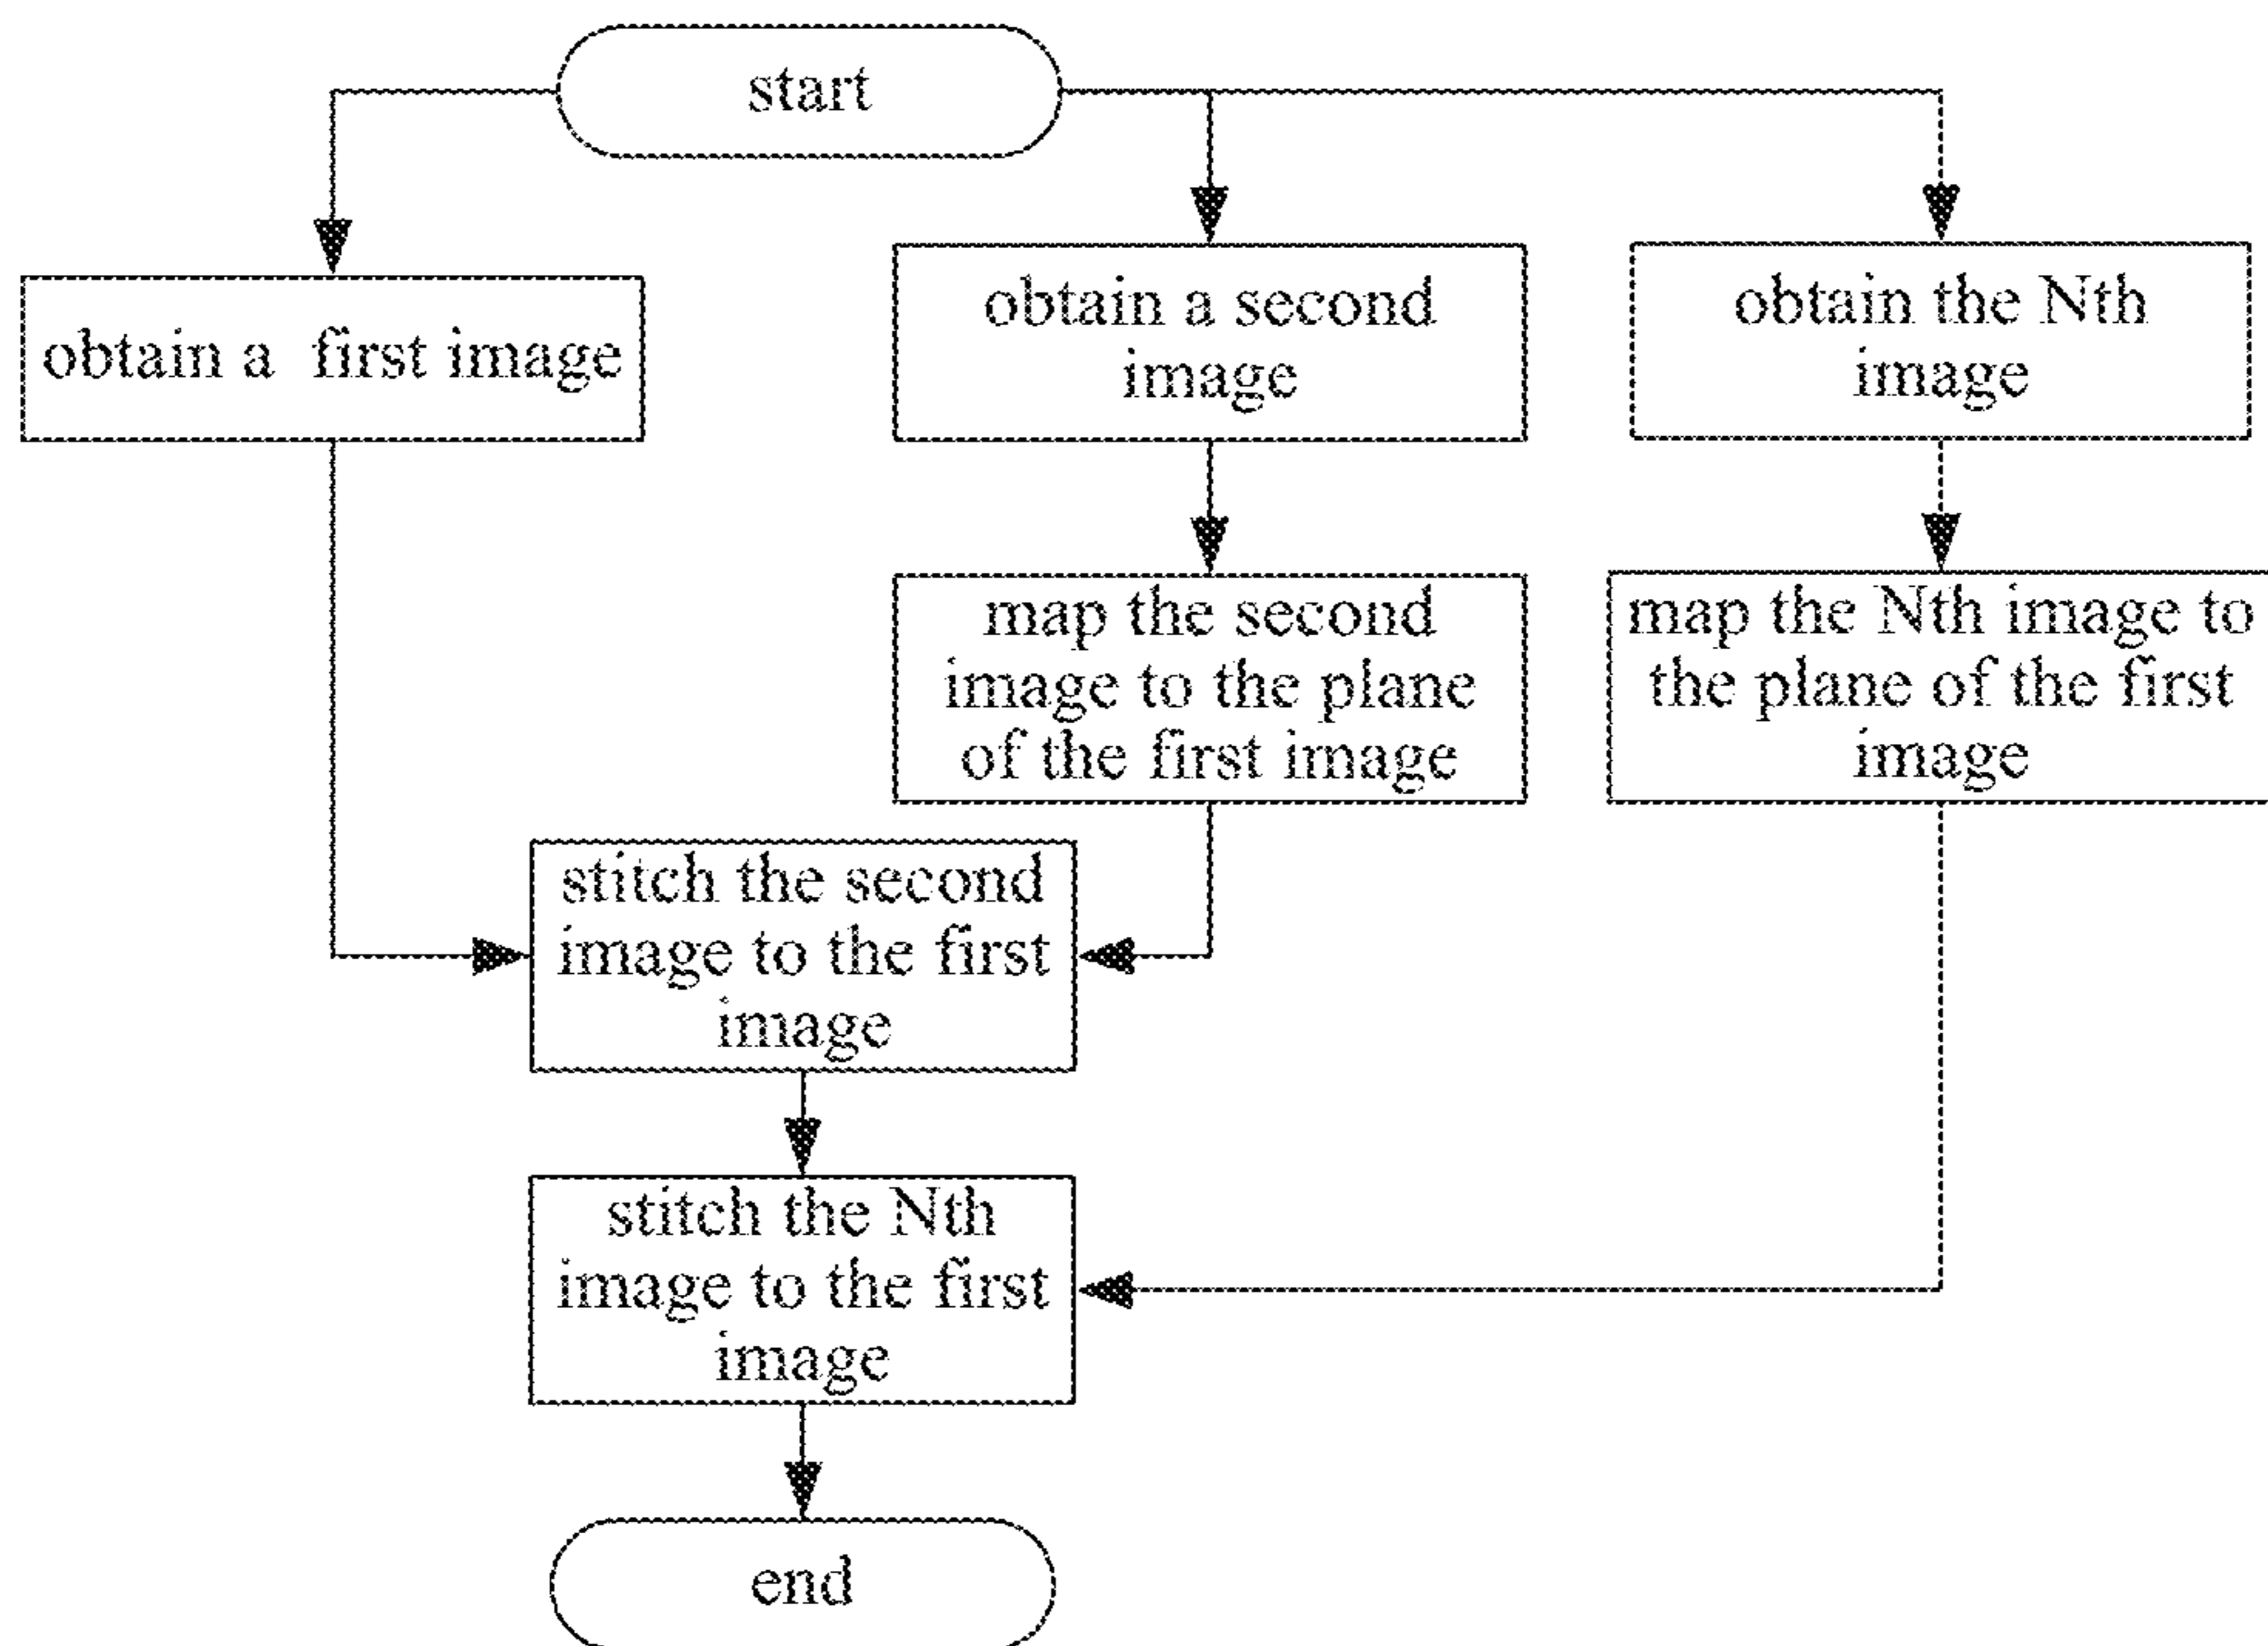 start
obtain a first image
obtain a second
image
obtain the Nth
image
map the second
image to the plane
of the first image
map the Nth image to
the plane of the first
image
stitch the second
image to the first
image
stitch the Nth
image to the first
image
end